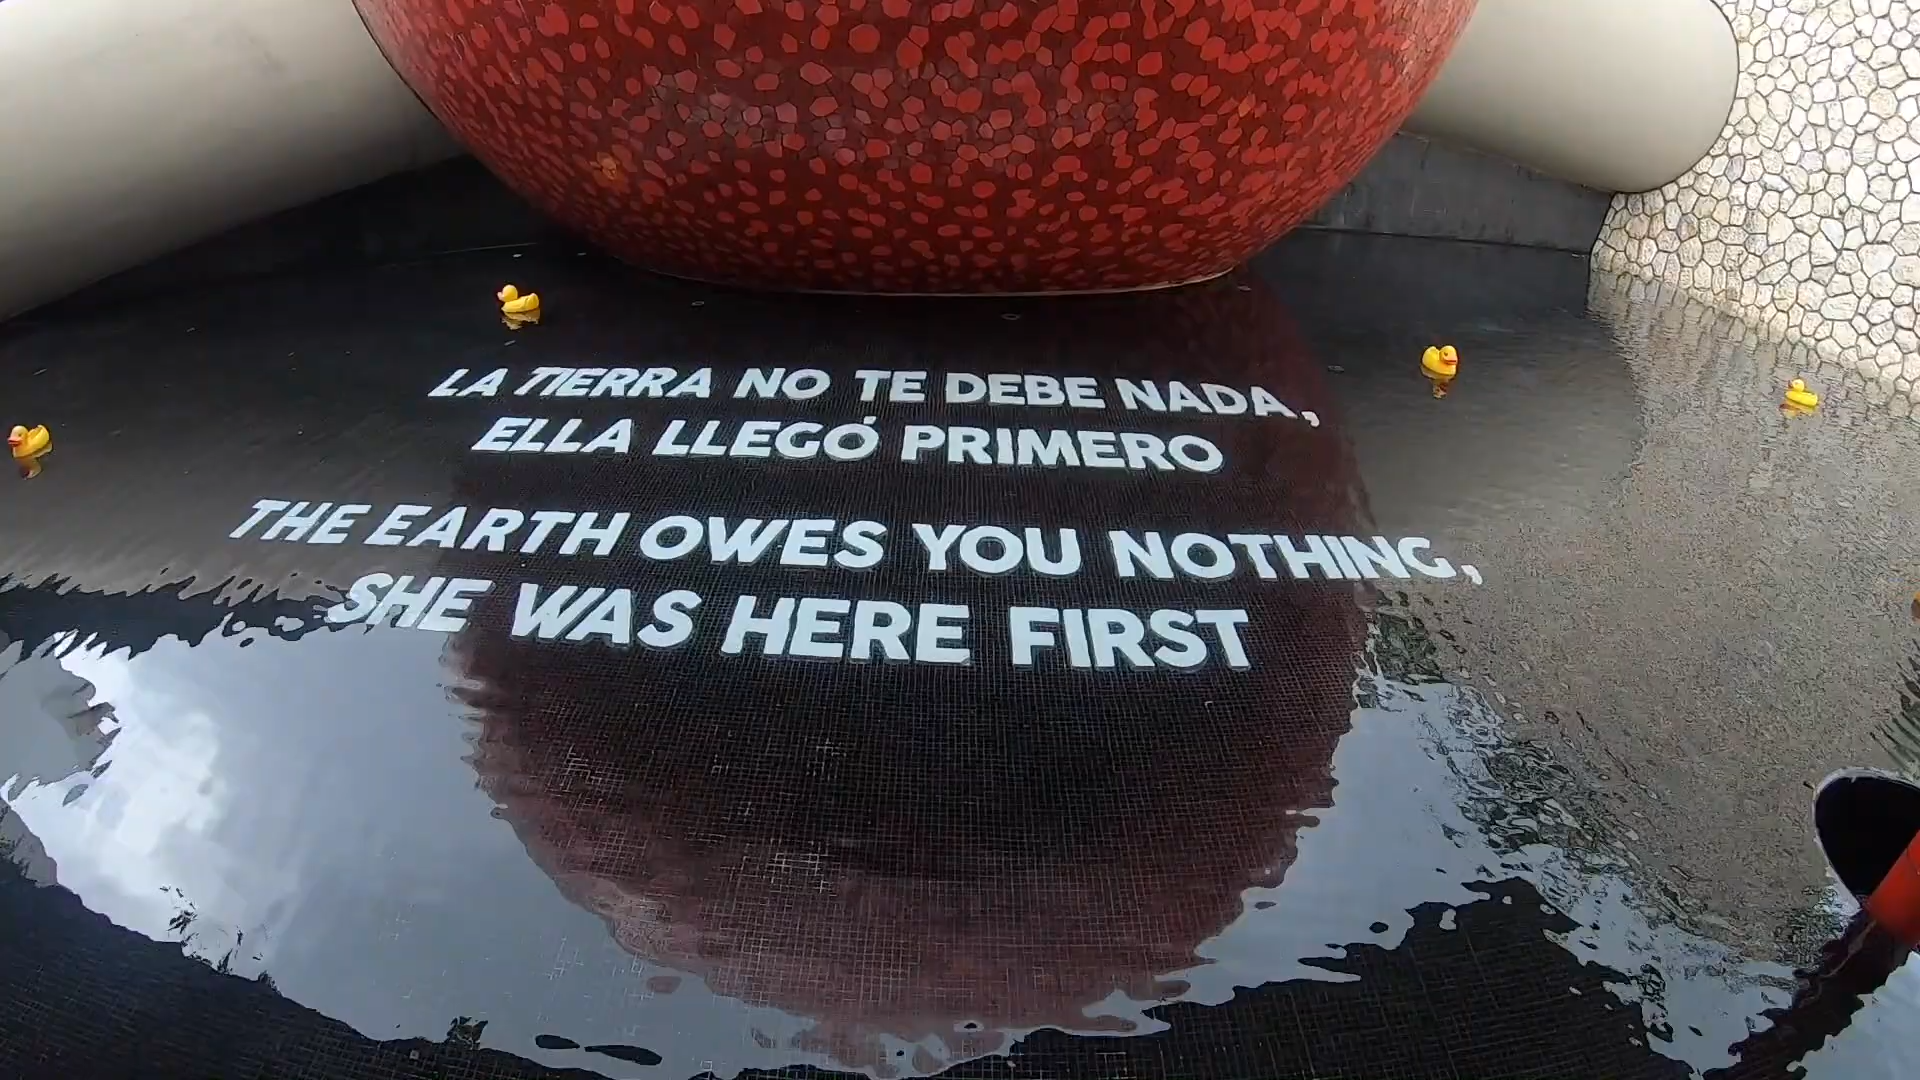 LA TIERRA NO TE DEBE NADA,
ELLA LLEGÓ PRIMERO
THE EARTH OWES YOU NOTHING,
SHE WAS HERE FIRST